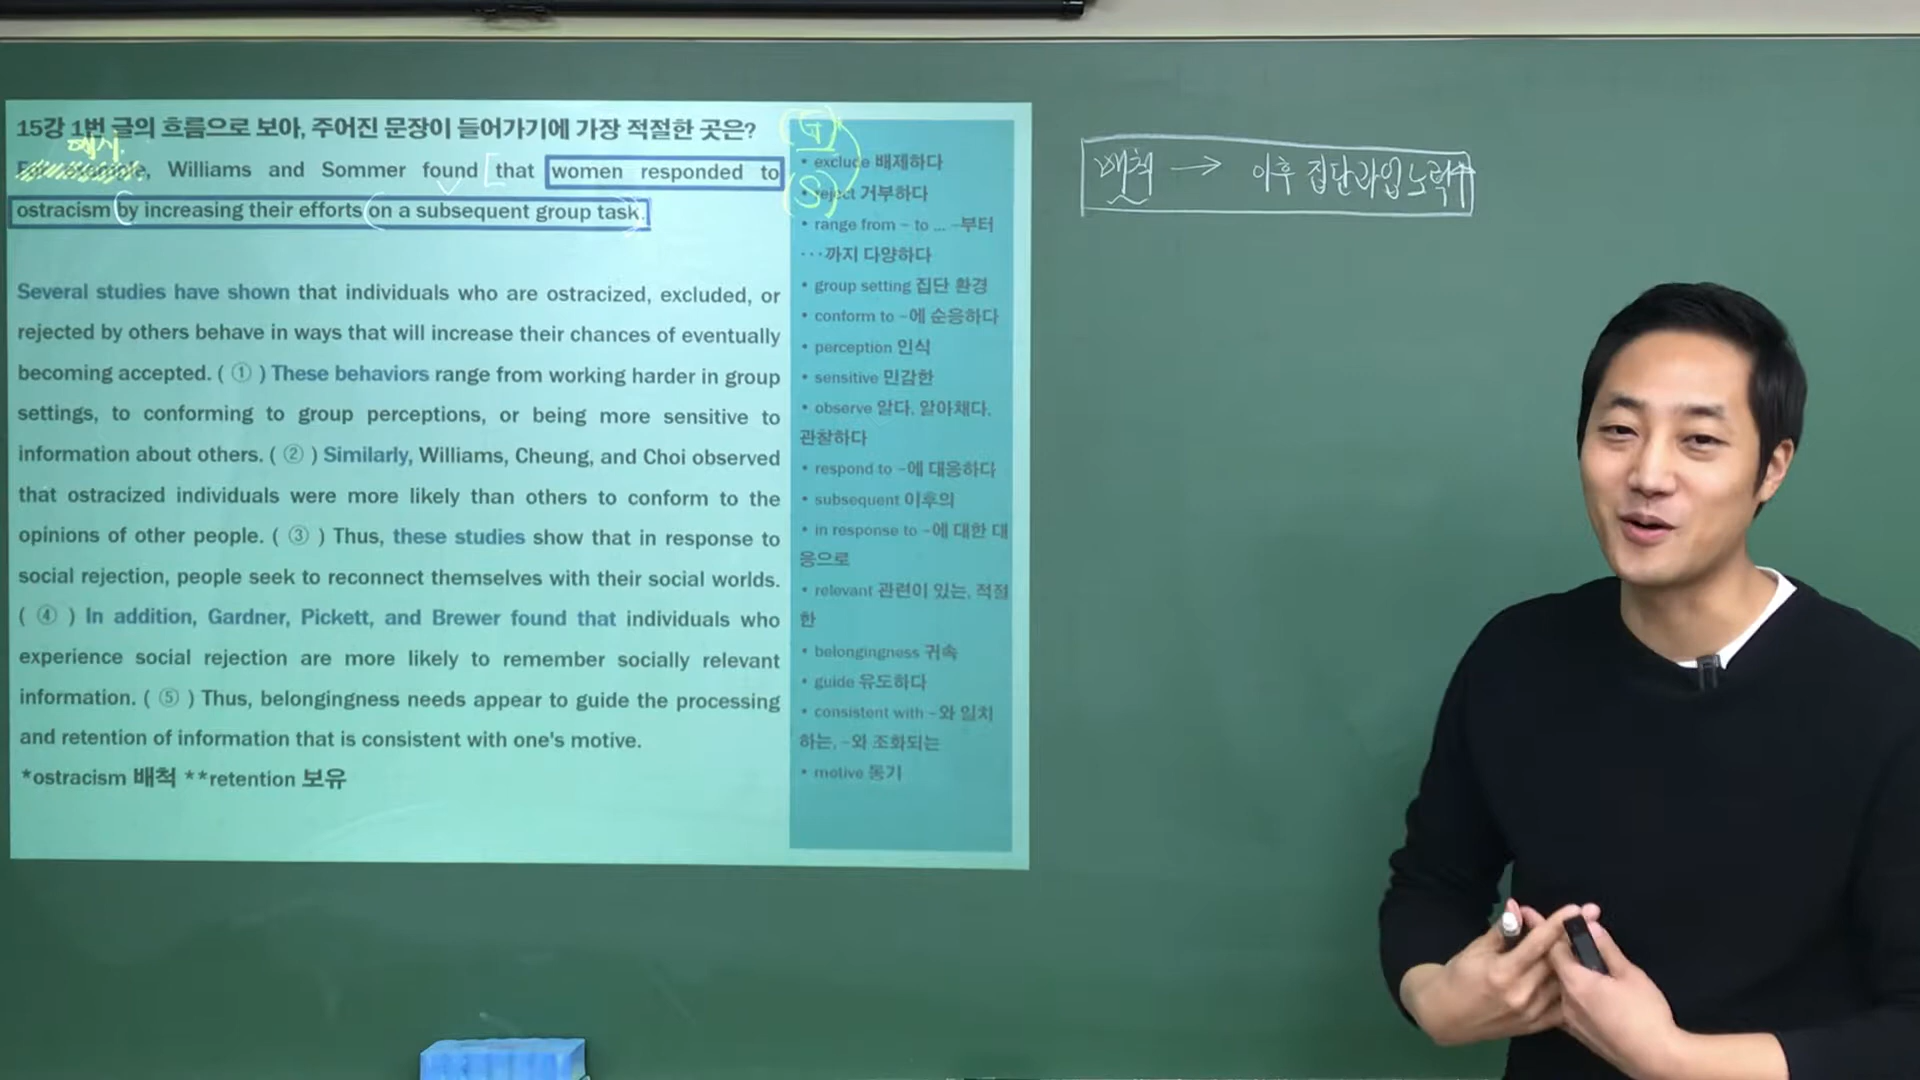 15강 1번 글의 흐름으로 보아, 주어진 문장이 들어가기에 가장 적절한 곳은?
예시.
For example, Williams and Sommer found that women responded to
ostracism by increasing their efforts on a subsequent group task.
Several studies have shown that individuals who are ostracized, excluded, or
rejected by others behave in ways that will increase their chances of eventually
becoming accepted. ( ① ) These behaviors range from working harder in group
settings, to conforming to group perceptions, or being more sensitive to
information about others. ( ② ) Similarly, Williams, Cheung, and Choi observed
that ostracized individuals were more likely than others to conform to the
opinions of other people. ( ③ ) Thus, these studies show that in response to
social rejection, people seek to reconnect themselves with their social worlds.
( ④ ) In addition, Gardner, Pickett, and Brewer found that individuals who
experience social rejection are more likely to remember socially relevant
information. ( ⑤ ) Thus, belongingness needs appear to guide the processing
and retention of information that is consistent with one's motive.
*ostracism 배척 **retention 보유
G
S
• exclude 배제하다
• reject 거부하다
• range from ~ to ... ~부터
···까지 다양하다
• group setting 집단 환경
• conform to ~에 순응하다
• perception 인식
• sensitive 민감한
• observe 알다, 알아채다,
관찰하다
• respond to ~에 대응하다
• subsequent 이후의
• in response to ~에 대한 대
응으로
• relevant 관련이 있는, 적절
한
• belongingness 귀속
• guide 유도하다
• consistent with ~와 일치
하는, ~와 조화되는
• motive 동기
배척 → 이후 집단과업 노력↑